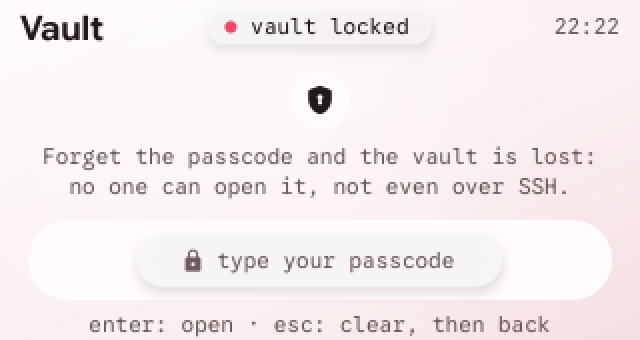 Vault
vault locked
22:22
Forget the passcode and the vault is lost:
no one can open it, not even over SSH.
type your passcode
enter: open · esc: clear, then back